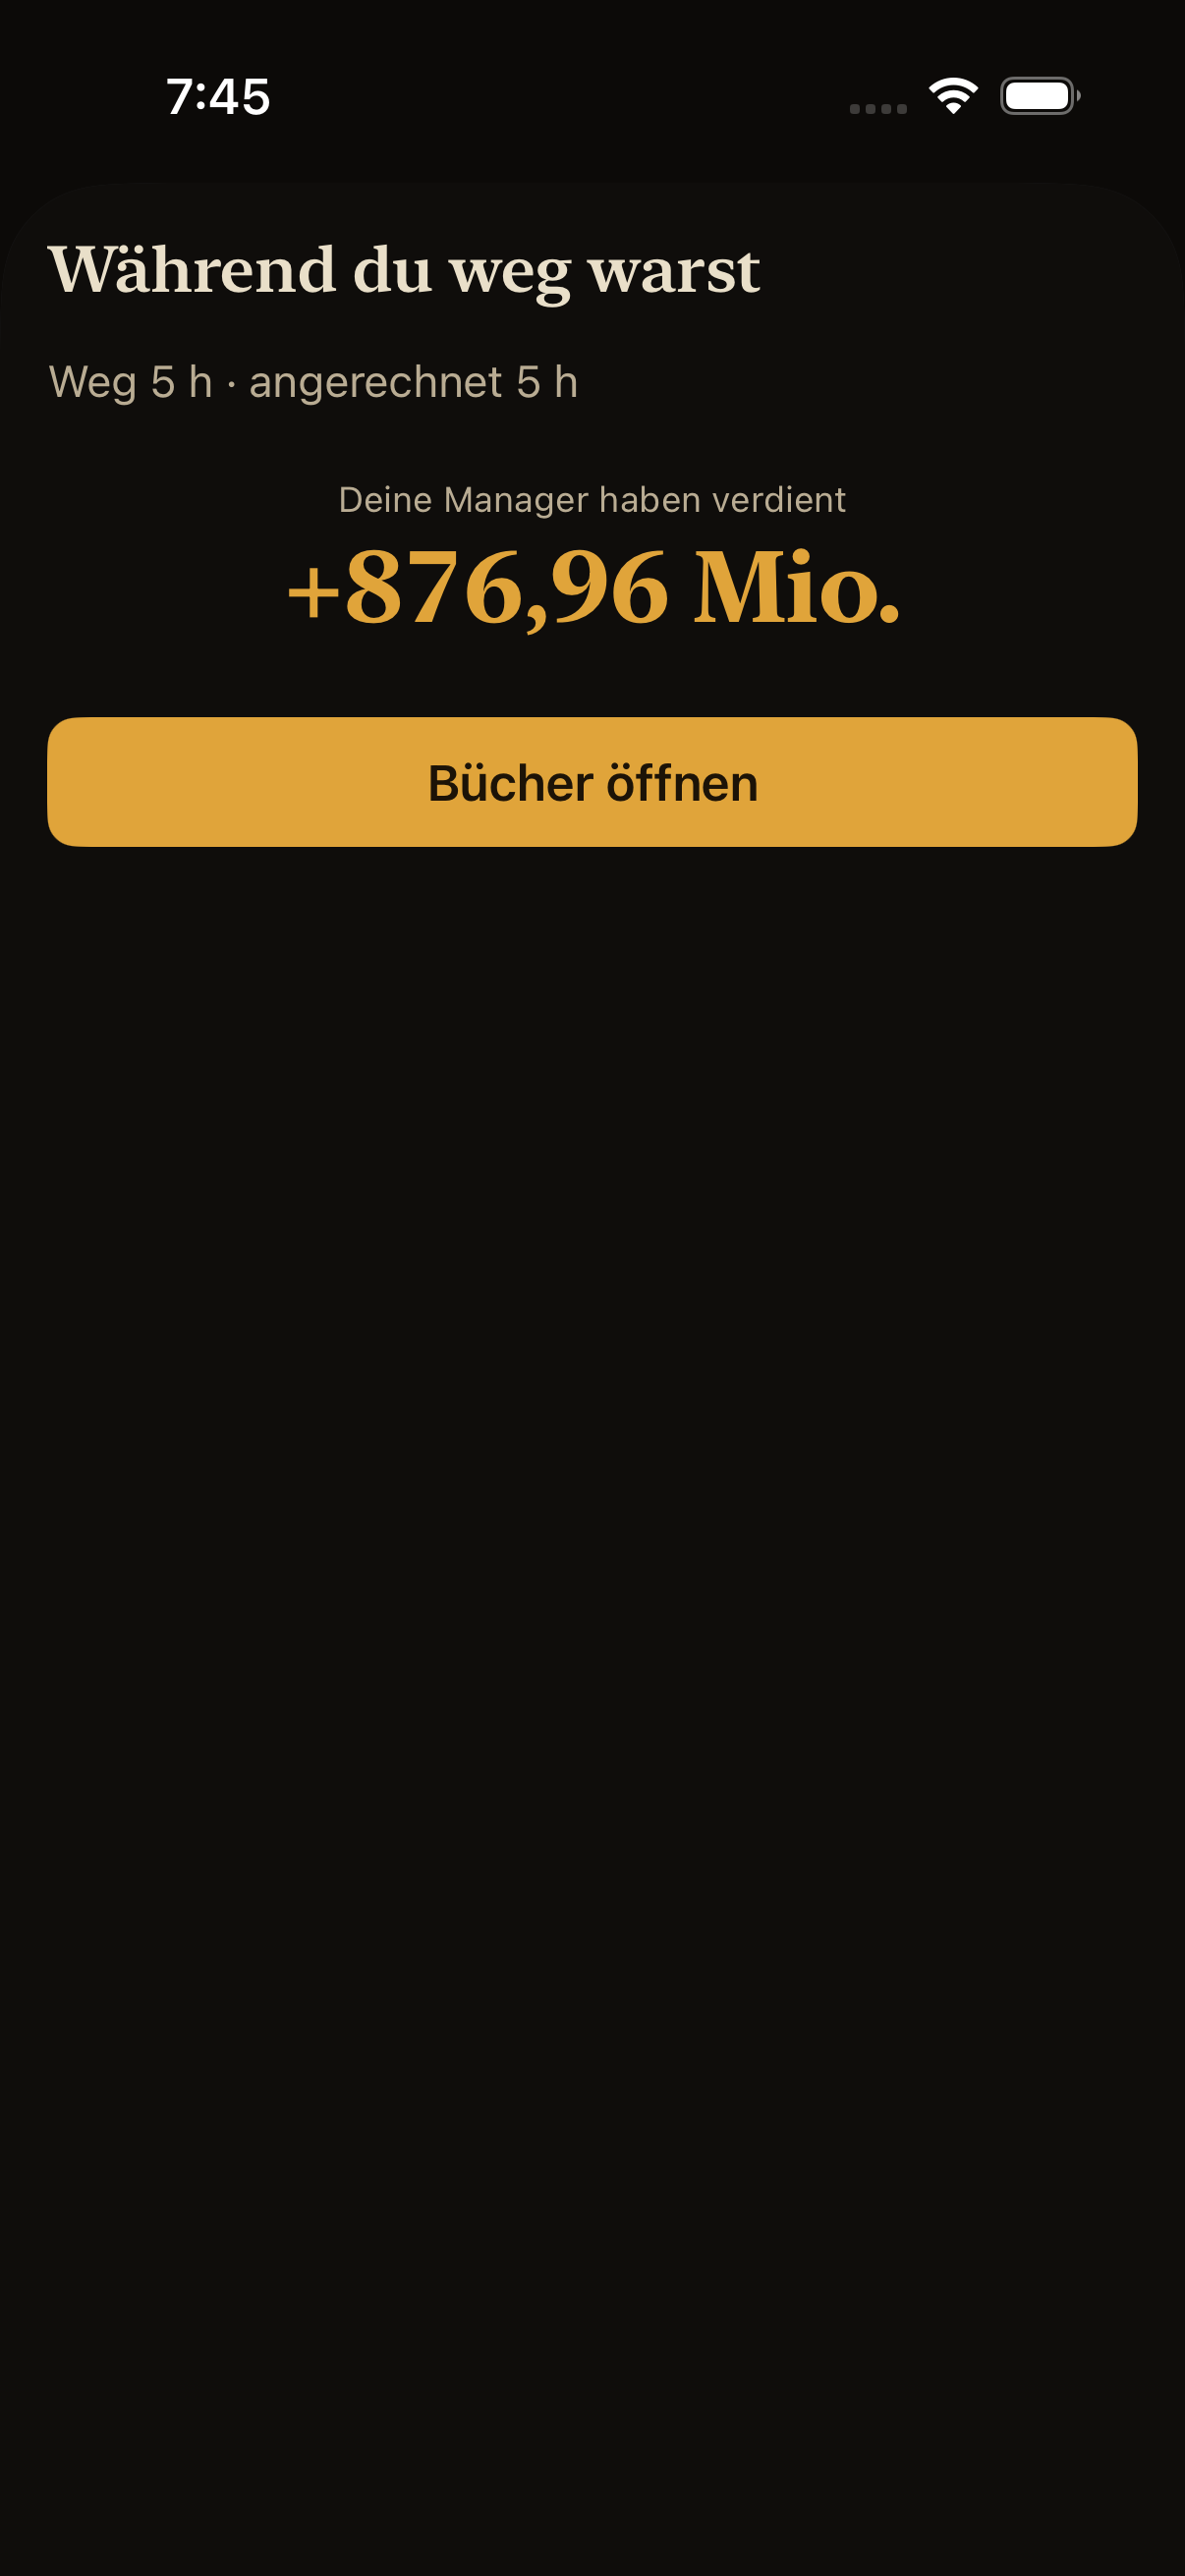 7:45
Während du weg warst
Weg 5 h · angerechnet 5 h
Deine Manager haben verdient
+876,96 Mio.
Bücher öffnen